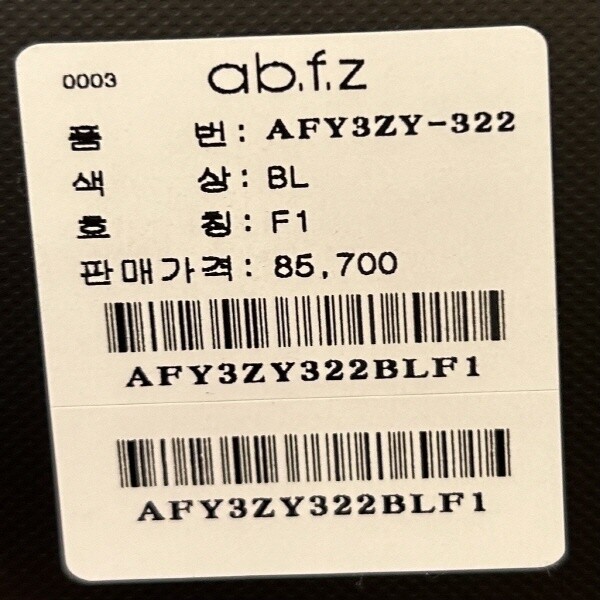 0003 ab.f.z
품 번: AFY3ZY-322
색 상: BL
호 칭: F1
판매가격: 85,700
AFY3ZY322BLF1
AFY3ZY322BLF1